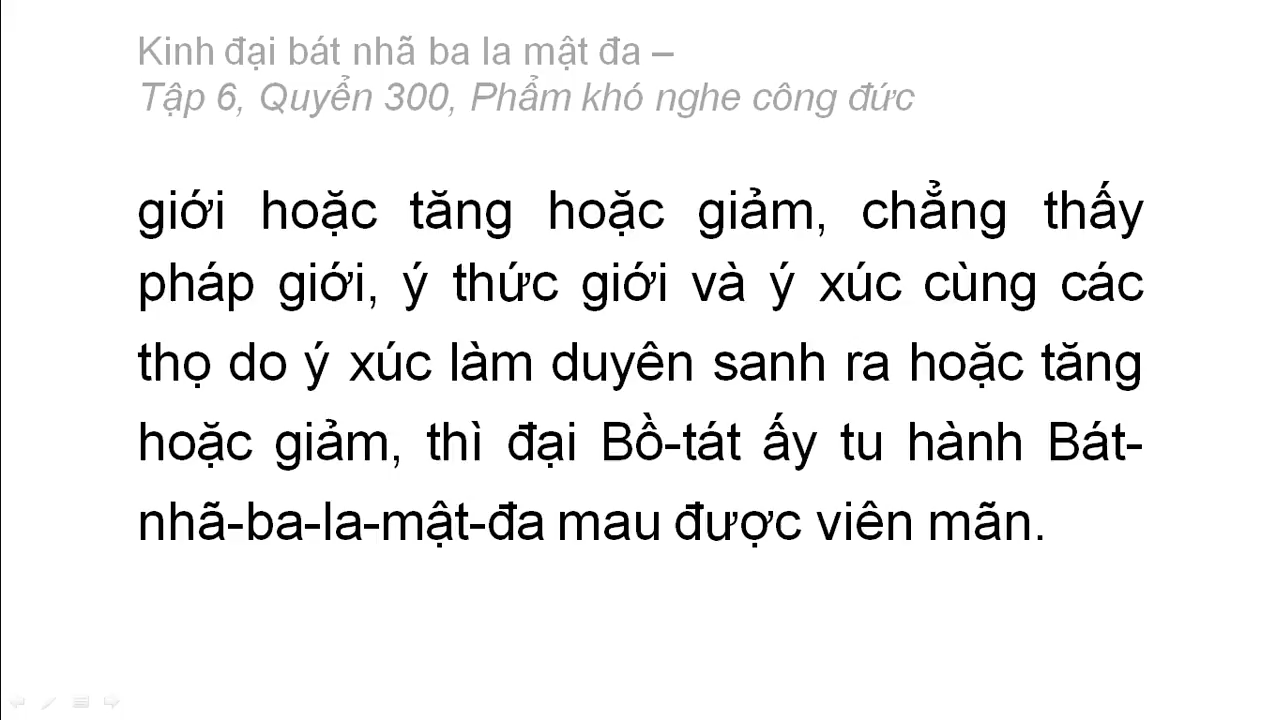 Kinh đại bát nhã ba la mật đa –
Tập 6, Quyển 300, Phẩm khó nghe công đức
giới hoặc tăng hoặc giảm, chẳng thấy
pháp giới, ý thức giới và ý xúc cùng các
thọ do ý xúc làm duyên sanh ra hoặc tăng
hoặc giảm, thì đại Bồ-tát ấy tu hành Bát-
nhã-ba-la-mật-đa mau được viên mãn.